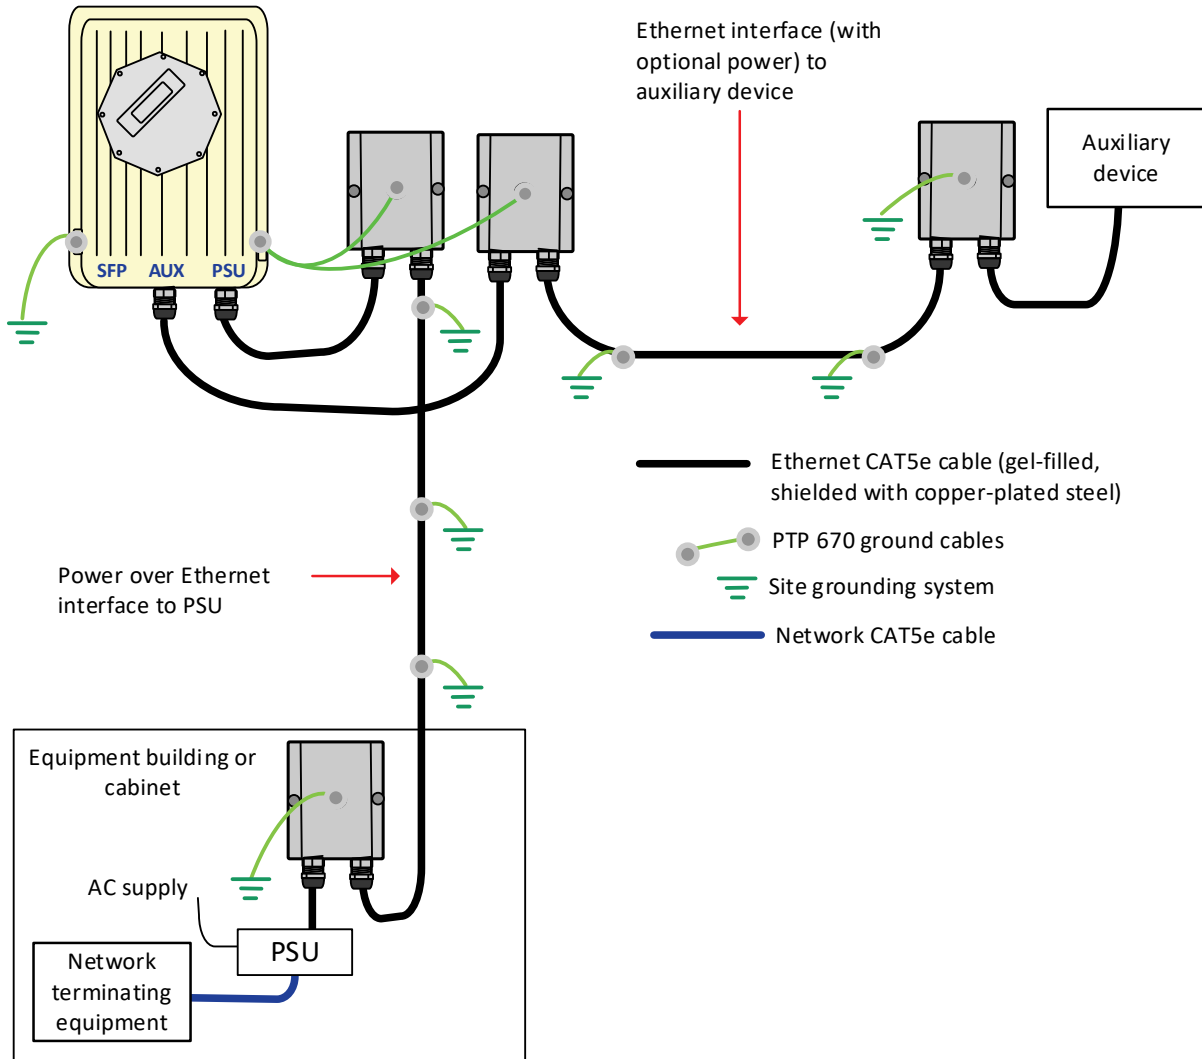 Ethernet interface (with
optional power) to
auxiliary device
Auxiliary
device
SFP AUX PSU
Ethernet CAT5e cable (gel-filled,
shielded with copper-plated steel)
PTP 670 ground cables
Site grounding system
Network CAT5e cable
Power over Ethernet
interface to PSU
Equipment building or
cabinet
AC supply
PSU
Network
terminating
equipment